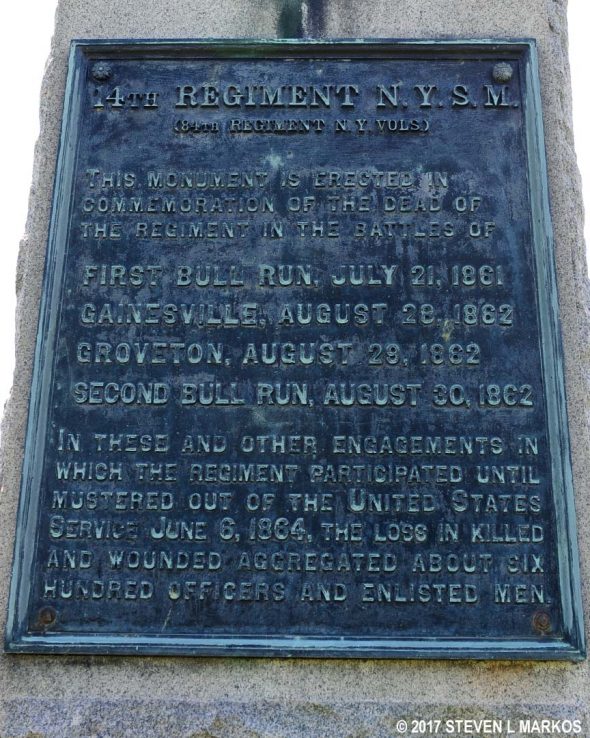 14TH REGIMENT N.Y.S.M.
(84TH REGIMENT N.Y. VOLS.)
THIS MONUMENT IS ERECTED IN
COMMEMORATION OF THE DEAD OF
THE REGIMENT IN THE BATTLES OF
FIRST BULL RUN, JULY 21, 1861
GAINESVILLE, AUGUST 28, 1862
GROVETON, AUGUST 29, 1862
SECOND BULL RUN, AUGUST 30, 1862
IN THESE AND OTHER ENGAGEMENTS IN
WHICH THE REGIMENT PARTICIPATED UNTIL
MUSTERED OUT OF THE UNITED STATES
SERVICE JUNE 6, 1864, THE LOSS IN KILLED
AND WOUNDED AGGREGATED ABOUT SIX
HUNDRED OFFICERS AND ENLISTED MEN.
© 2017 STEVEN L MARKOS